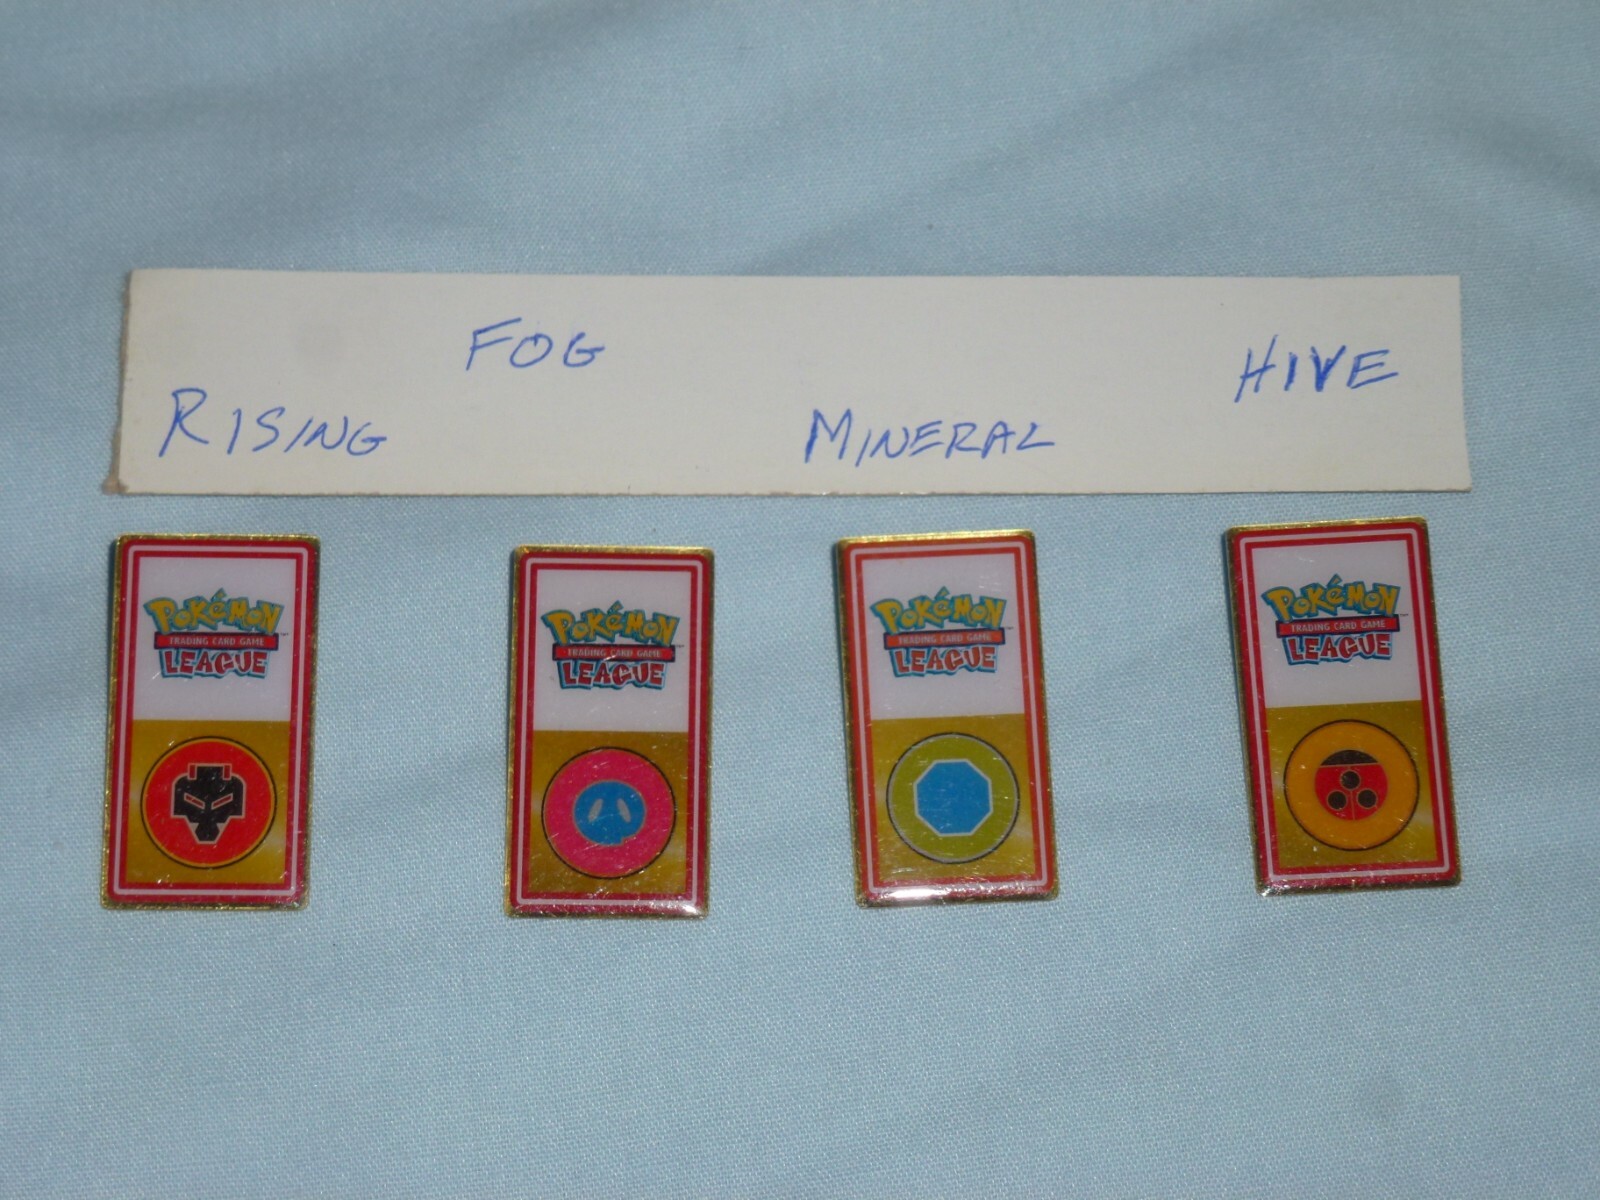 FOG
HIVE
RISING
MINERAL
POKéMON
TRADING CARD GAME
LEAGUE
POKéMON
TRADING CARD GAME
LEAGUE
POKéMON
TRADING CARD GAME
LEAGUE
POKéMON
TRADING CARD GAME
LEAGUE